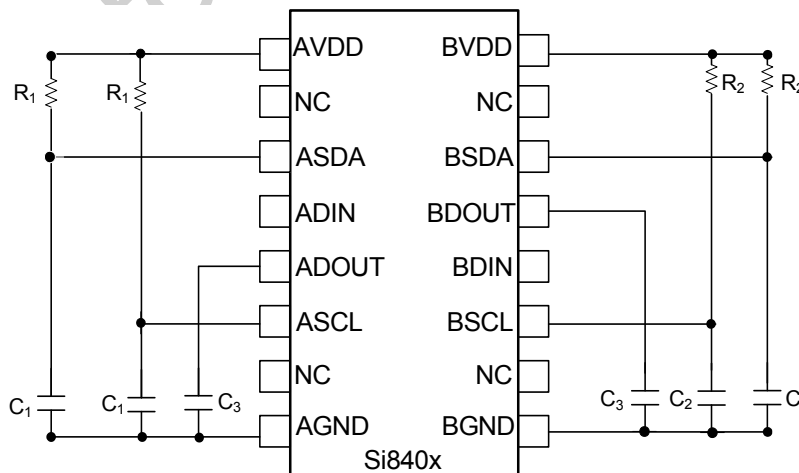 AVDD BVDD
R₁ R₁ R₂ R₂
NC NC
ASDA BSDA
ADIN BDOUT
ADOUT BDIN
ASCL BSCL
NC NC
C₁ C₁ C₃ C₃ C₂ C
AGND BGND
Si840x